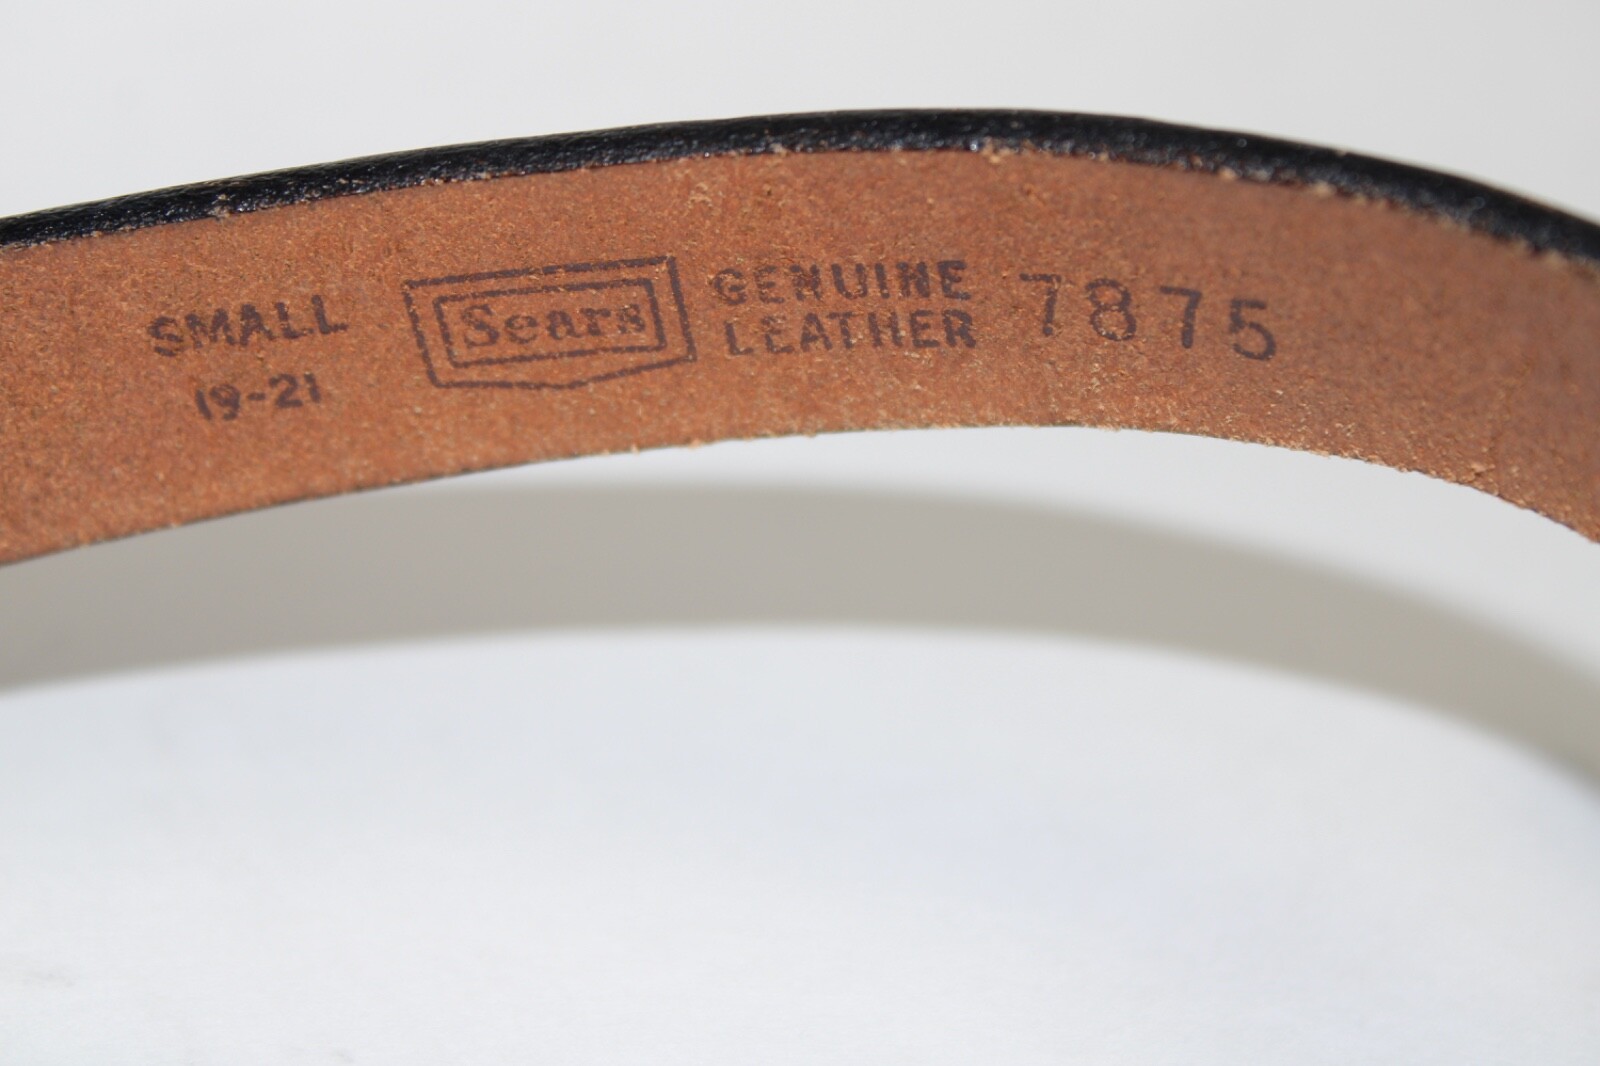 SMALL
19-21
Sears
GENUINE
LEATHER
7875